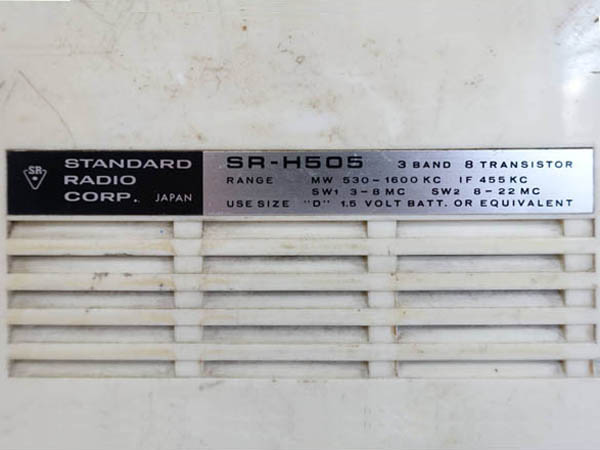 SR
STANDARD
RADIO
CORP. JAPAN
SR-H505 3 BAND 8 TRANSISTOR
RANGE MW 530-1600 KC IF 455 KC
SW1 3-8 MC SW2 8-22 MC
USE SIZE "D" 1.5 VOLT BATT. OR EQUIVALENT